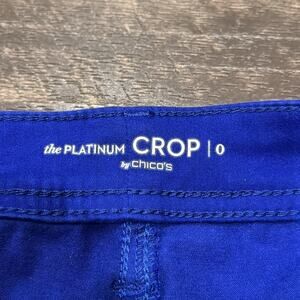 the PLATINUM CROP | 0
by chico's